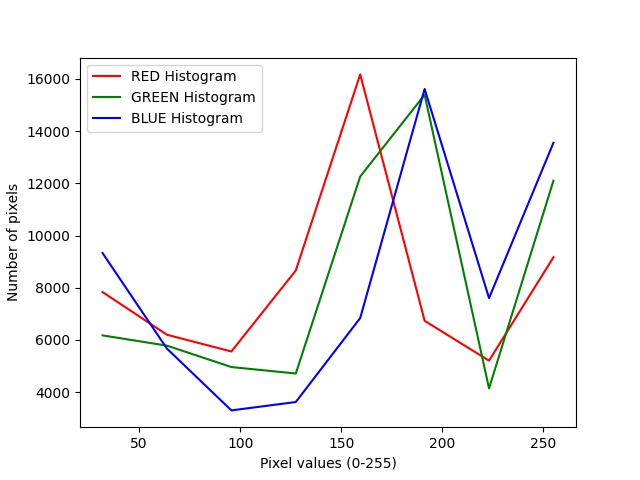 RED Histogram
GREEN Histogram
BLUE Histogram
16000
14000
12000
10000
8000
6000
4000
Number of pixels
50 100 150 200 250
Pixel values (0-255)